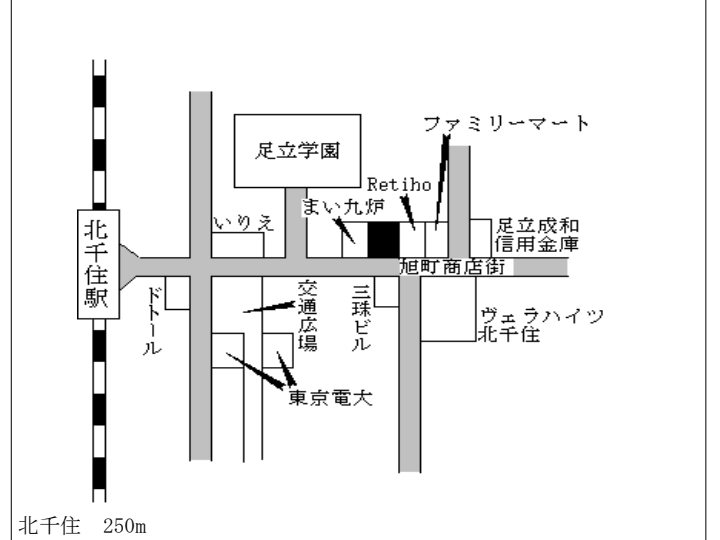 ファミリーマート
足立学園
Retiho
まい九炉
いりえ
足立成和
信用金庫
北千住駅
旭町商店街
ドトール
交通広場
三珠ビル
ヴェラハイツ
北千住
東京電大
北千住　250m